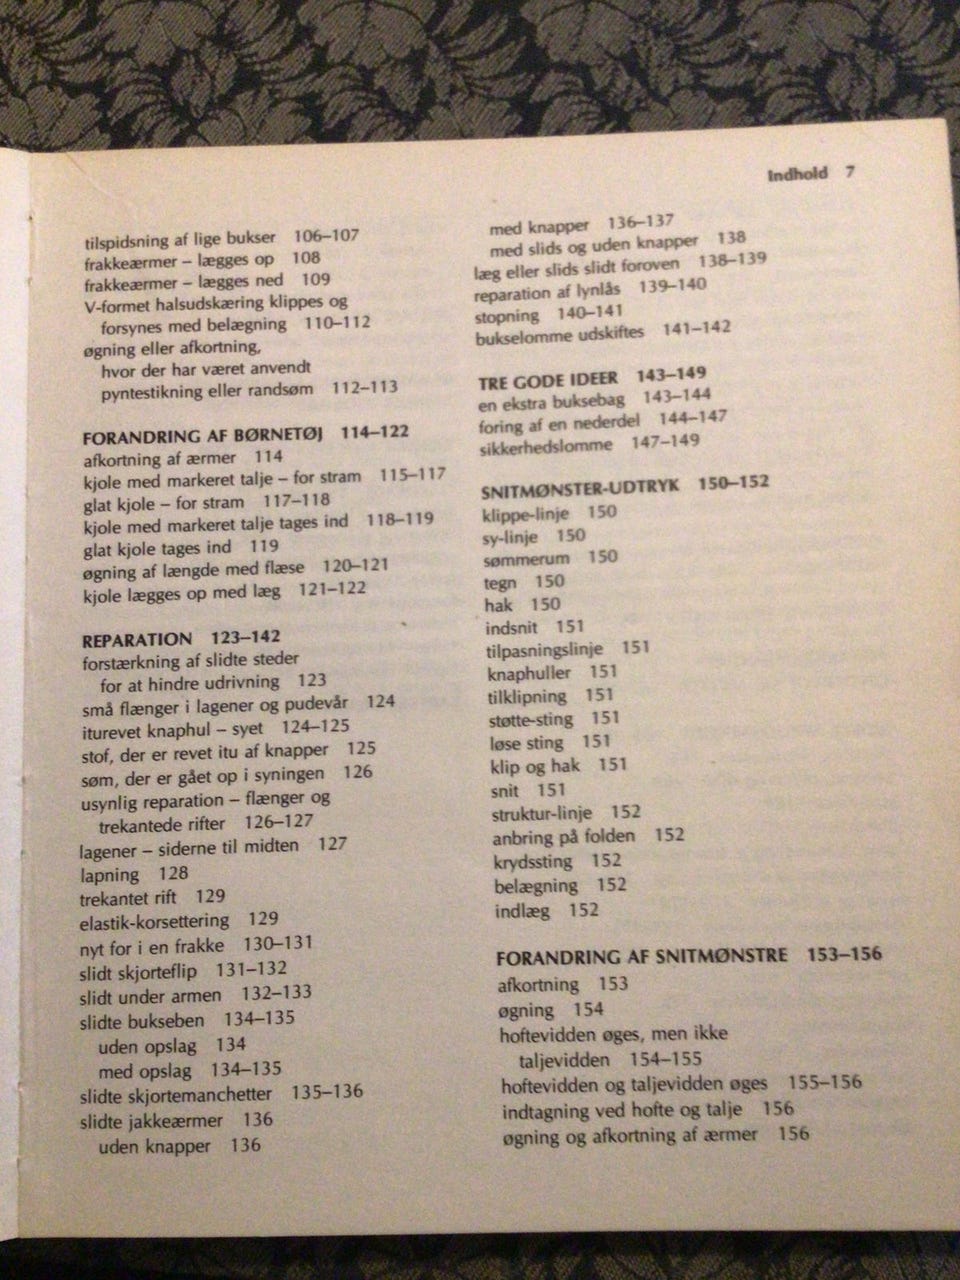 Indhold 7
tilspidsning af lige bukser 106–107
frakkeærmer – lægges op 108
frakkeærmer – lægges ned 109
V-formet halsudskæring klippes og
forsynes med belægning 110–112
øgning eller afkortning,
hvor der har været anvendt
pyntestikning eller randsøm 112–113
FORANDRING AF BØRNETØJ 114–122
afkortning af ærmer 114
kjole med markeret talje – for stram 115–117
glat kjole – for stram 117–118
kjole med markeret talje tages ind 118–119
glat kjole tages ind 119
øgning af længde med flæse 120–121
kjole lægges op med læg 121–122
REPARATION 123–142
forstærkning af slidte steder
for at hindre udrivning 123
små flænger i lagener og pudevår 124
iturevet knaphul – syet 124–125
stof, der er revet itu af knapper 125
søm, der er gået op i syningen 126
usynlig reparation – flænger og
trekantede rifter 126–127
lagener – siderne til midten 127
lapning 128
trekantet rift 129
elastik-korsettering 129
nyt for i en frakke 130–131
slidt skjorteflip 131–132
slidt under armen 132–133
slidte bukseben 134–135
uden opslag 134
med opslag 134–135
slidte skjortemanchetter 135–136
slidte jakkeærmer 136
uden knapper 136
med knapper 136–137
med slids og uden knapper 138
læg eller slids slidt foroven 138–139
reparation af lynlås 139–140
stopning 140–141
bukselomme udskiftes 141–142
TRE GODE IDEER 143–149
en ekstra buksebag 143–144
foring af en nederdel 144–147
sikkerhedslomme 147–149
SNITMØNSTER-UDTRYK 150–152
klippe-linje 150
sy-linje 150
sømmerum 150
tegn 150
hak 150
indsnit 151
tilpasningslinje 151
knaphuller 151
tilklipning 151
støtte-sting 151
løse sting 151
klip og hak 151
snit 151
struktur-linje 152
anbring på folden 152
krydssting 152
belægning 152
indlæg 152
FORANDRING AF SNITMØNSTRE 153–156
afkortning 153
øgning 154
hoftevidden øges, men ikke
taljevidden 154–155
hoftevidden og taljevidden øges 155–156
indtagning ved hofte og talje 156
øgning og afkortning af ærmer 156